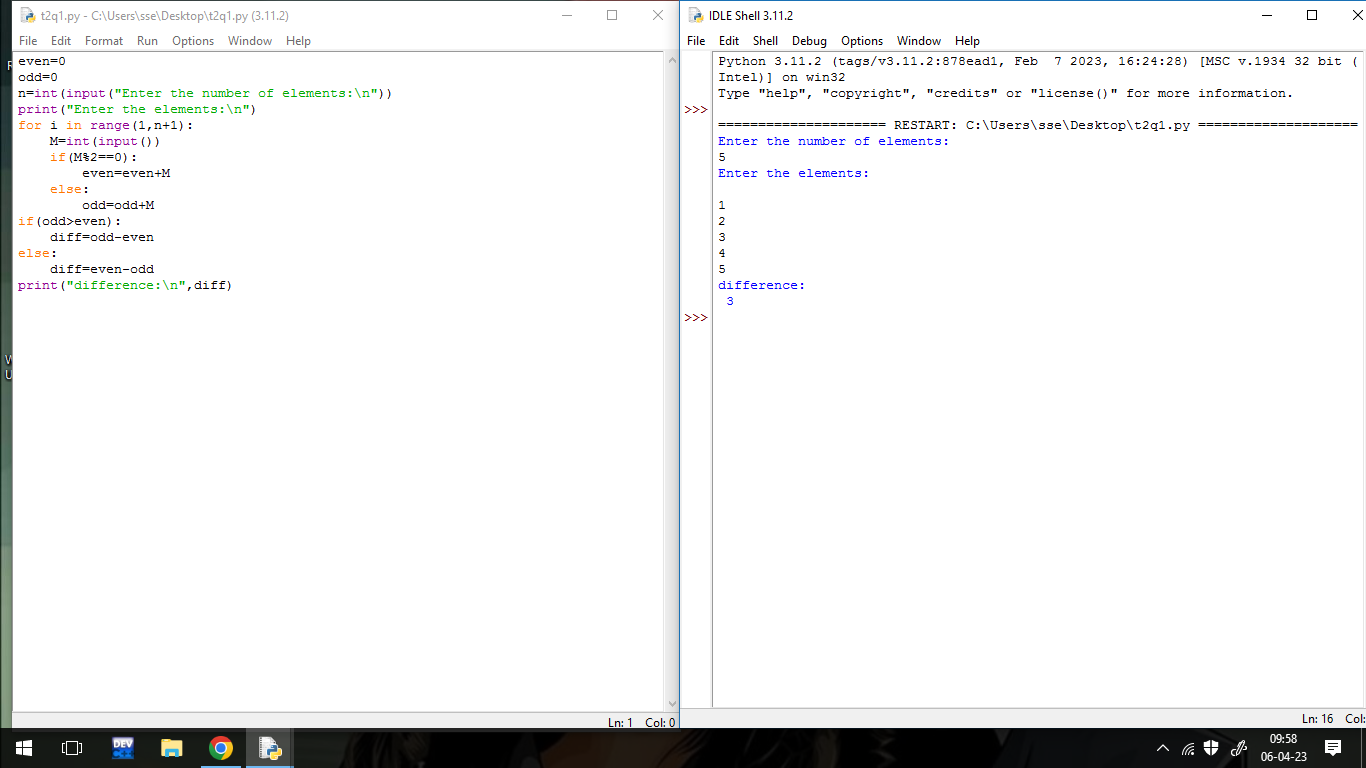 t2q1.py - C:\Users\sse\Desktop\t2q1.py (3.11.2)
File Edit Format Run Options Window Help
even=0
odd=0
n=int(input("Enter the number of elements:\n"))
print("Enter the elements:\n")
for i in range(1,n+1):
    M=int(input())
    if(M%2==0):
        even=even+M
    else:
        odd=odd+M
if(odd>even):
    diff=odd-even
else:
    diff=even-odd
print("difference:\n",diff)
Ln: 1 Col: 0
IDLE Shell 3.11.2
File Edit Shell Debug Options Window Help
Python 3.11.2 (tags/v3.11.2:878ead1, Feb  7 2023, 16:24:28) [MSC v.1934 32 bit (
Intel)] on win32
Type "help", "copyright", "credits" or "license()" for more information.
>>>
===================== RESTART: C:\Users\sse\Desktop\t2q1.py ====================
Enter the number of elements:
5
Enter the elements:
1
2
3
4
5
difference:
 3
>>>
Ln: 16 Col:
DEV
C++
09:58
06-04-23